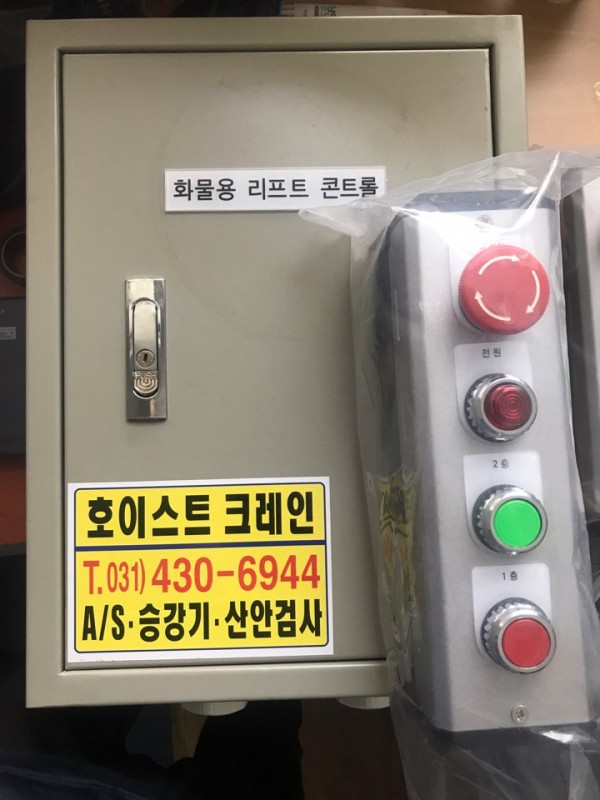 화물용 리프트 콘트롤
전원
2층
1층
호이스트 크레인
T.031)430-6944
A/S·승강기·산안검사